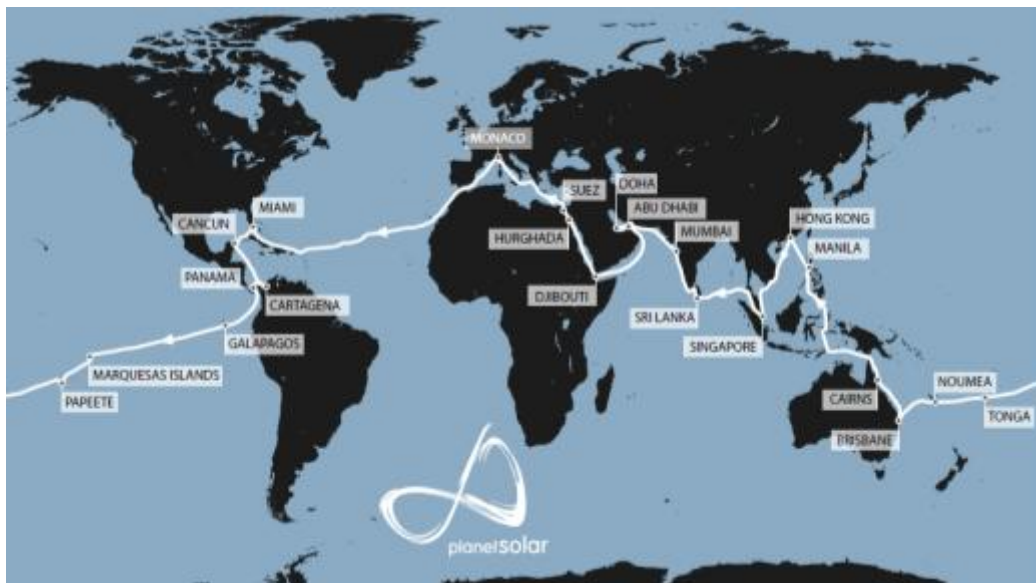 MONACO
SUEZ
DOHA
MIAMI
ABU DHABI
CANCUN
HONG KONG
HURGHADA
MUMBAI
MANILA
PANAMA
CARTAGENA
DJIBOUTI
SRI LANKA
GALAPAGOS
SINGAPORE
MARQUESAS ISLANDS
CAIRNS
NOUMEA
PAPEETE
TONGA
BRISBANE
planetsolar